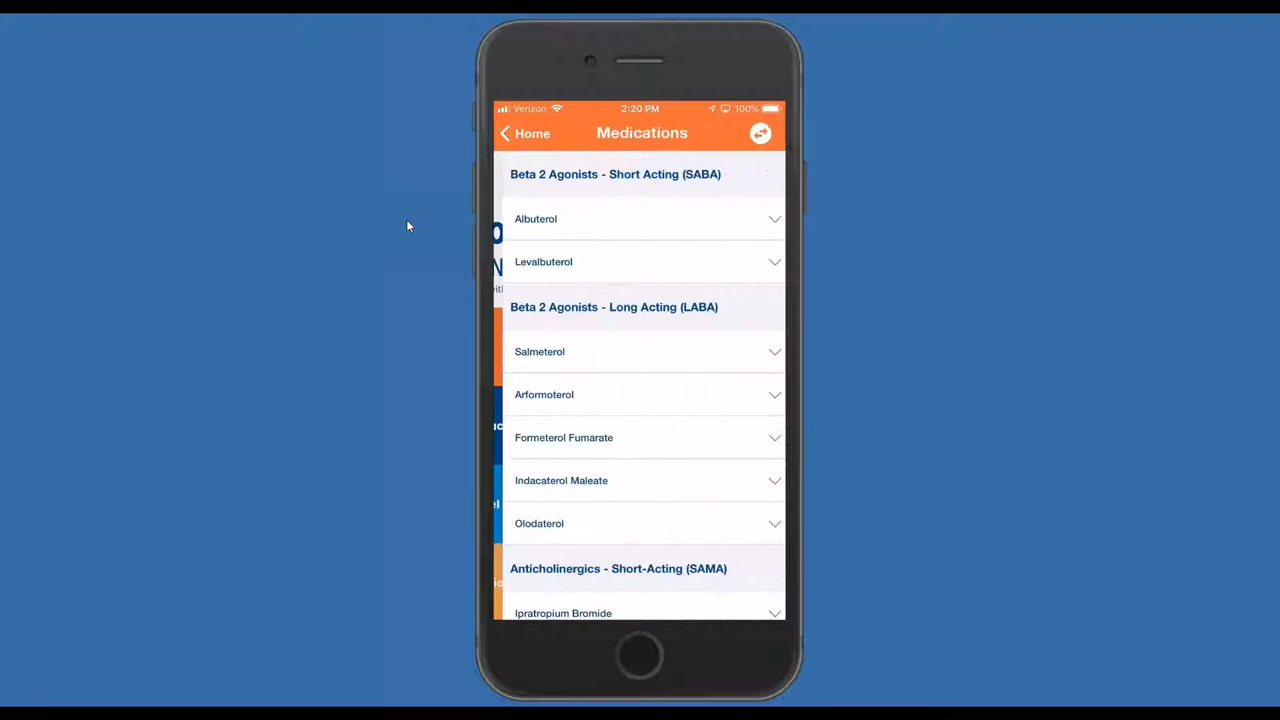 Verizon 2:20 PM 100%
Home Medications
Beta 2 Agonists - Short Acting (SABA)
Albuterol
Levalbuterol
Beta 2 Agonists - Long Acting (LABA)
Salmeterol
Arformoterol
Formeterol Fumarate
Indacaterol Maleate
Olodaterol
Anticholinergics - Short-Acting (SAMA)
Ipratropium Bromide